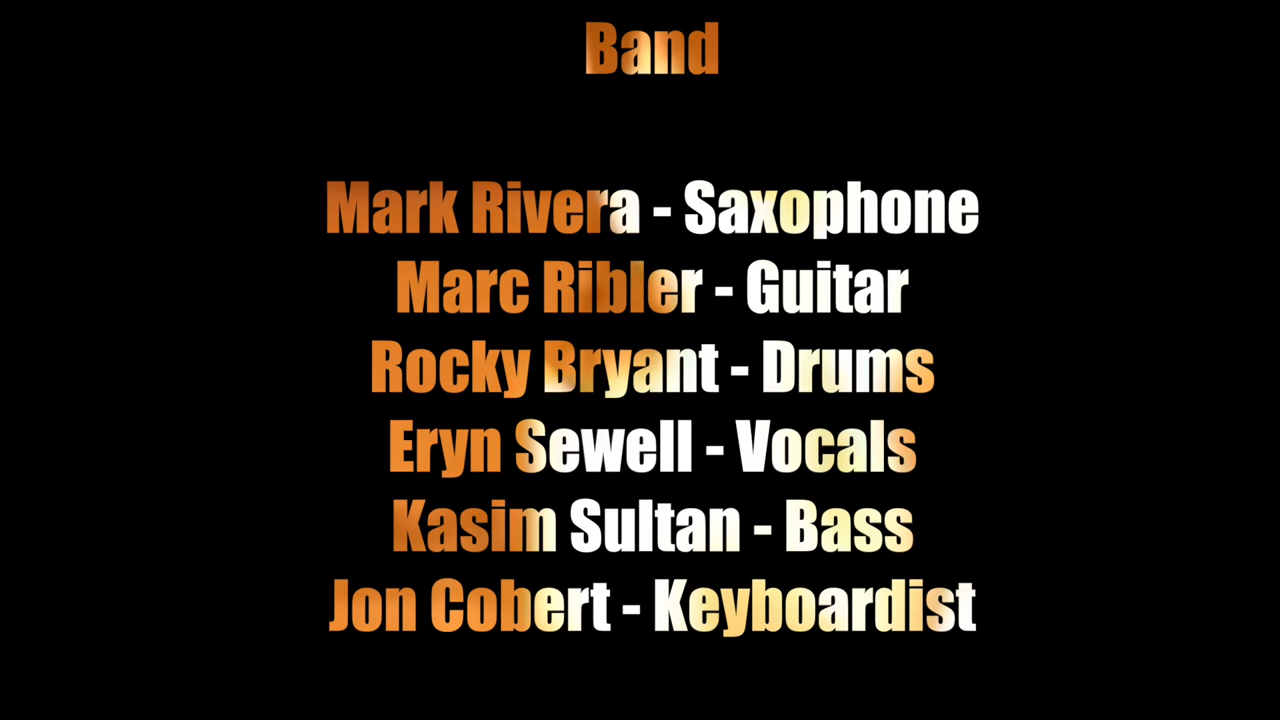 Band
Mark Rivera - Saxophone
Marc Ribler - Guitar
Rocky Bryant - Drums
Eryn Sewell - Vocals
Kasim Sultan - Bass
Jon Cobert - Keyboardist